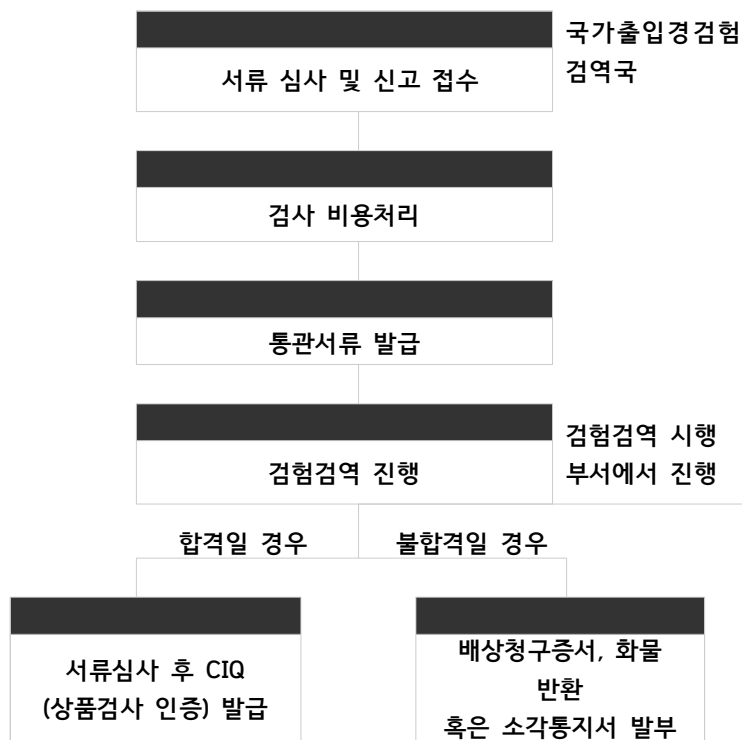 국가출입경검험
검역국
서류 심사 및 신고 접수
검사 비용처리
통관서류 발급
검험검역 시행
부서에서 진행
검험검역 진행
합격일 경우
불합격일 경우
서류심사 후 CIQ
(상품검사 인증) 발급
배상청구증서, 화물
반환
혹은 소각통지서 발부